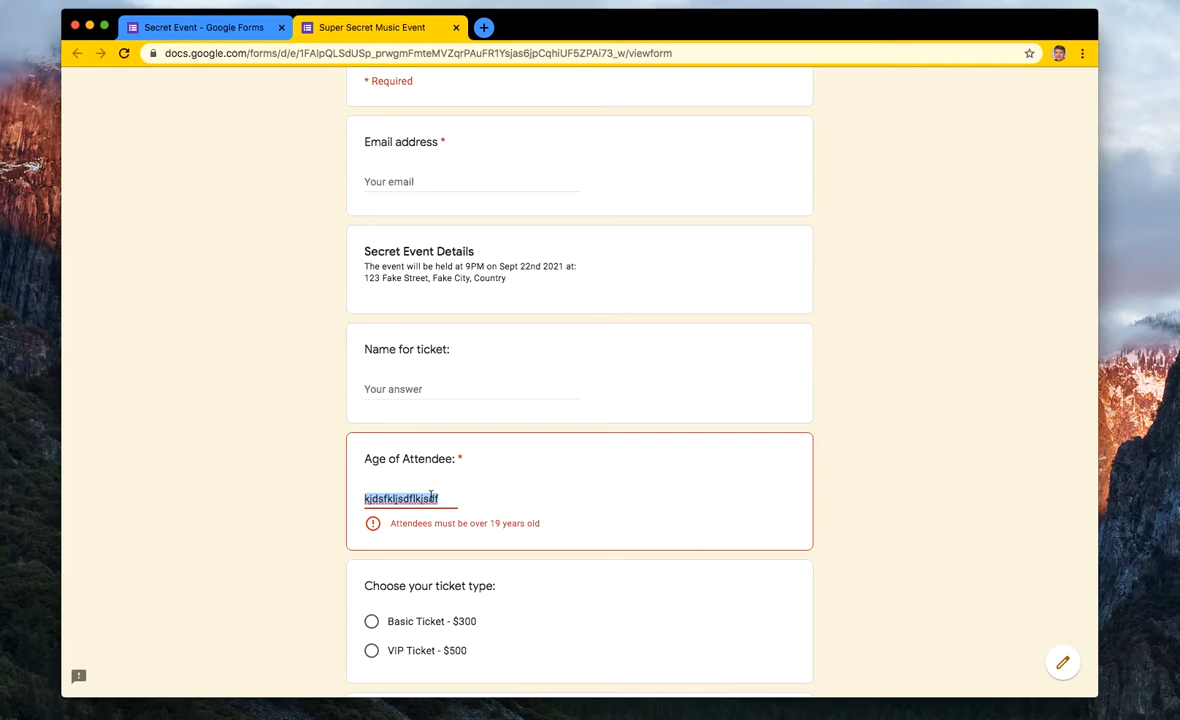 Secret Event - Google Forms
Super Secret Music Event
docs.google.com/forms/d/e/1FAIpQLSdUSp_prwgmFmteMVZqrPAuFR1Ysjas6jpCqhiUF5ZPAi73_w/viewform
* Required
Email address *
Your email
Secret Event Details
The event will be held at 9PM on Sept 22nd 2021 at:
123 Fake Street, Fake City, Country
Name for ticket:
Your answer
Age of Attendee: *
kjdsfkljsdflkjsdf
Attendees must be over 19 years old
Choose your ticket type:
Basic Ticket - $300
VIP Ticket - $500